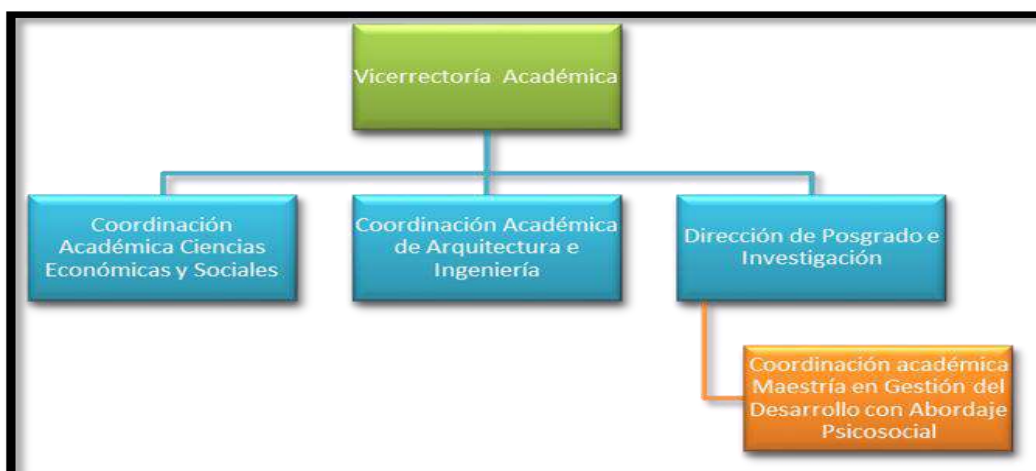 Vicerrectoría Académica
Coordinación
Académica Ciencias
Económicas y Sociales
Coordinación Académica
de Arquitectura e
Ingeniería
Dirección de Posgrado e
Investigación
Coordinación académica
Maestría en Gestión del
Desarrollo con Abordaje
Psicosocial